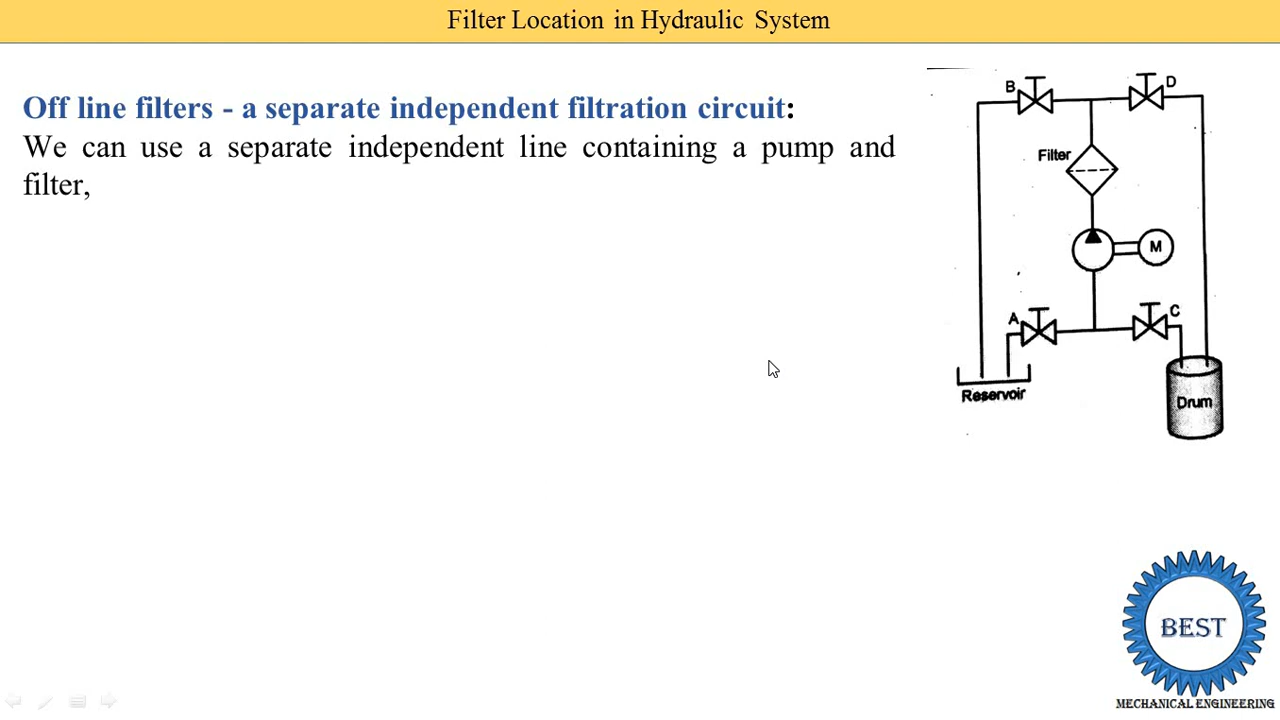 Filter Location in Hydraulic System
Off line filters - a separate independent filtration circuit:
We can use a separate independent line containing a pump and
filter,
B
D
Filter
M
A
C
Reservoir
Drum
BEST
MECHANICAL ENGINEERING